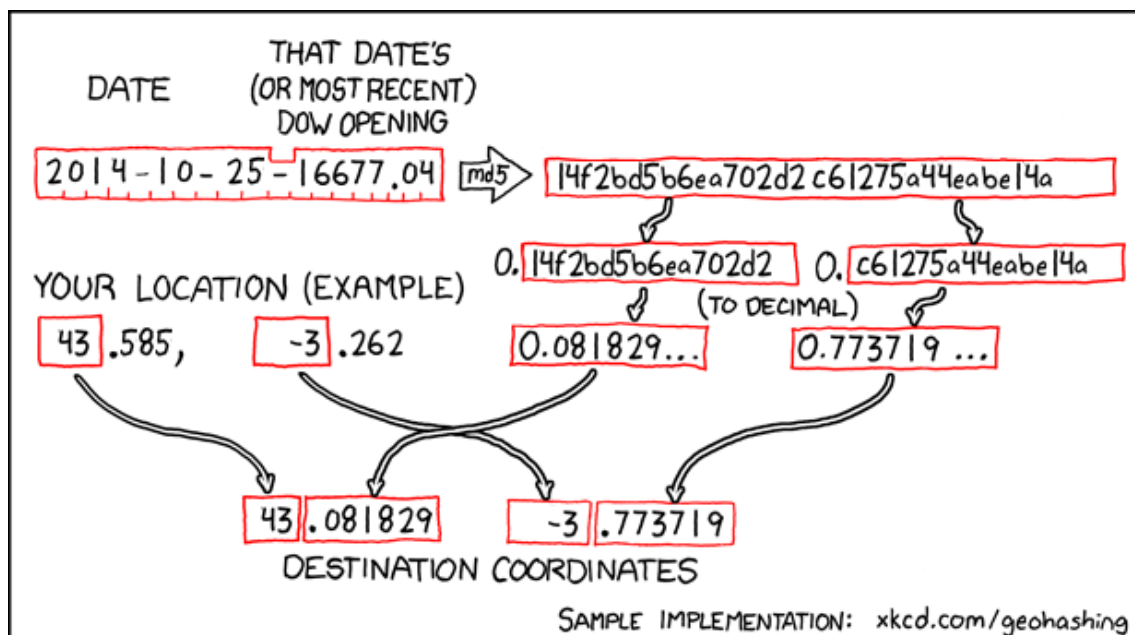 DATE
THAT DATE'S
(OR MOST RECENT)
DOW OPENING
2014-10-25-16677.04
md5
14f2bd5b6ea702d2c61275a44eabe14a
0.14f2bd5b6ea702d2
0.c61275a44eabe14a
(TO DECIMAL)
YOUR LOCATION (EXAMPLE)
43.585, -3.262
0.081829...
0.773719...
43.081829
-3.773719
DESTINATION COORDINATES
SAMPLE IMPLEMENTATION: xkcd.com/geohashing